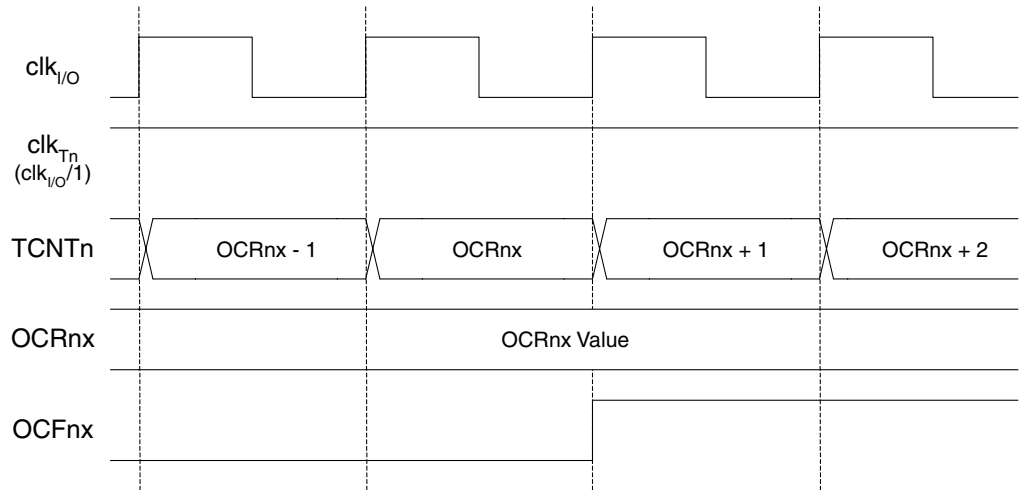 clkI/O
clkTn
(clkI/O/1)
TCNTn
OCRnx - 1
OCRnx
OCRnx + 1
OCRnx + 2
OCRnx
OCRnx Value
OCFnx